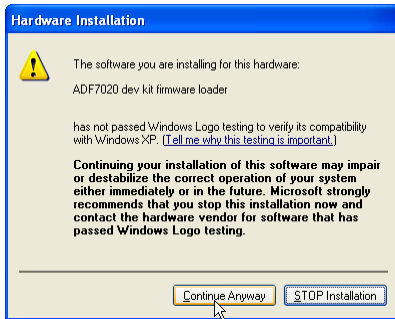 Hardware Installation
The software you are installing for this hardware:
ADF7020 dev kit firmware loader
has not passed Windows Logo testing to verify its compatibility
with Windows XP. (Tell me why this testing is important.)
Continuing your installation of this software may impair
or destabilize the correct operation of your system
either immediately or in the future. Microsoft strongly
recommends that you stop this installation now and
contact the hardware vendor for software that has
passed Windows Logo testing.
Continue Anyway
STOP Installation